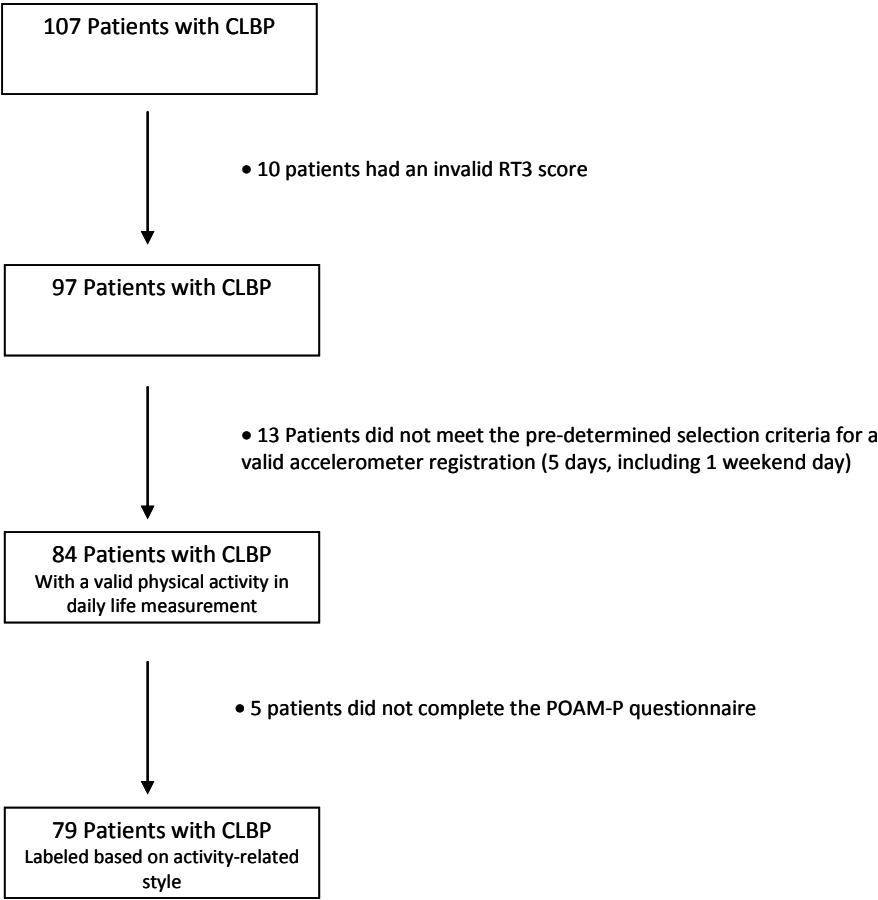 107 Patients with CLBP
• 10 patients had an invalid RT3 score
97 Patients with CLBP
• 13 Patients did not meet the pre-determined selection criteria for a
valid accelerometer registration (5 days, including 1 weekend day)
84 Patients with CLBP
With a valid physical activity in
daily life measurement
• 5 patients did not complete the POAM-P questionnaire
79 Patients with CLBP
Labeled based on activity-related
style